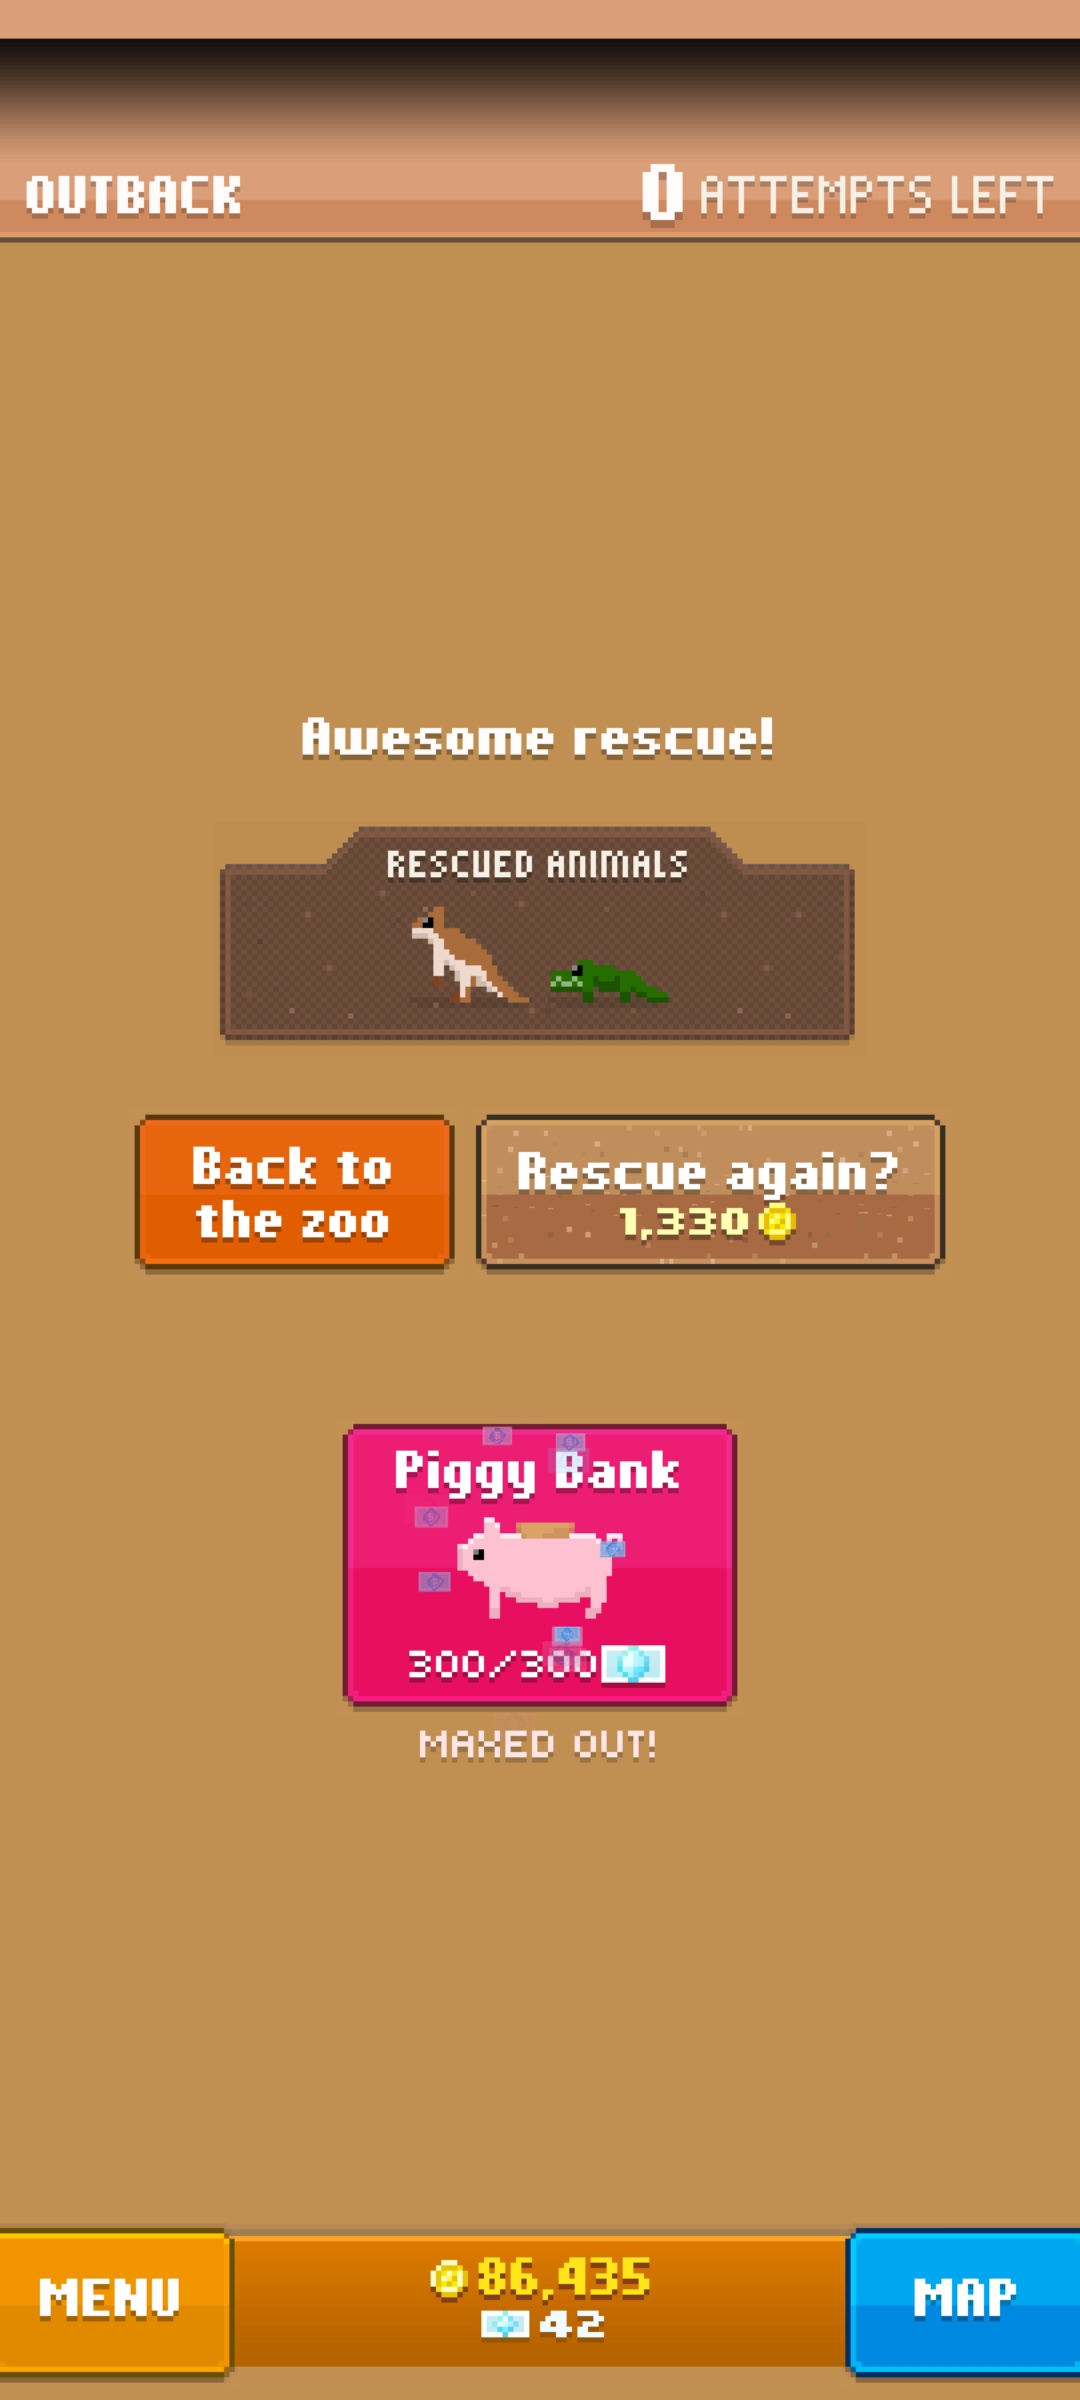 OUTBACK
0 ATTEMPTS LEFT
Awesome rescue!
RESCUED ANIMALS
Back to
the zoo
Rescue again?
1,330
Piggy Bank
300/300
MAXED OUT!
MENU
86,435
42
MAP